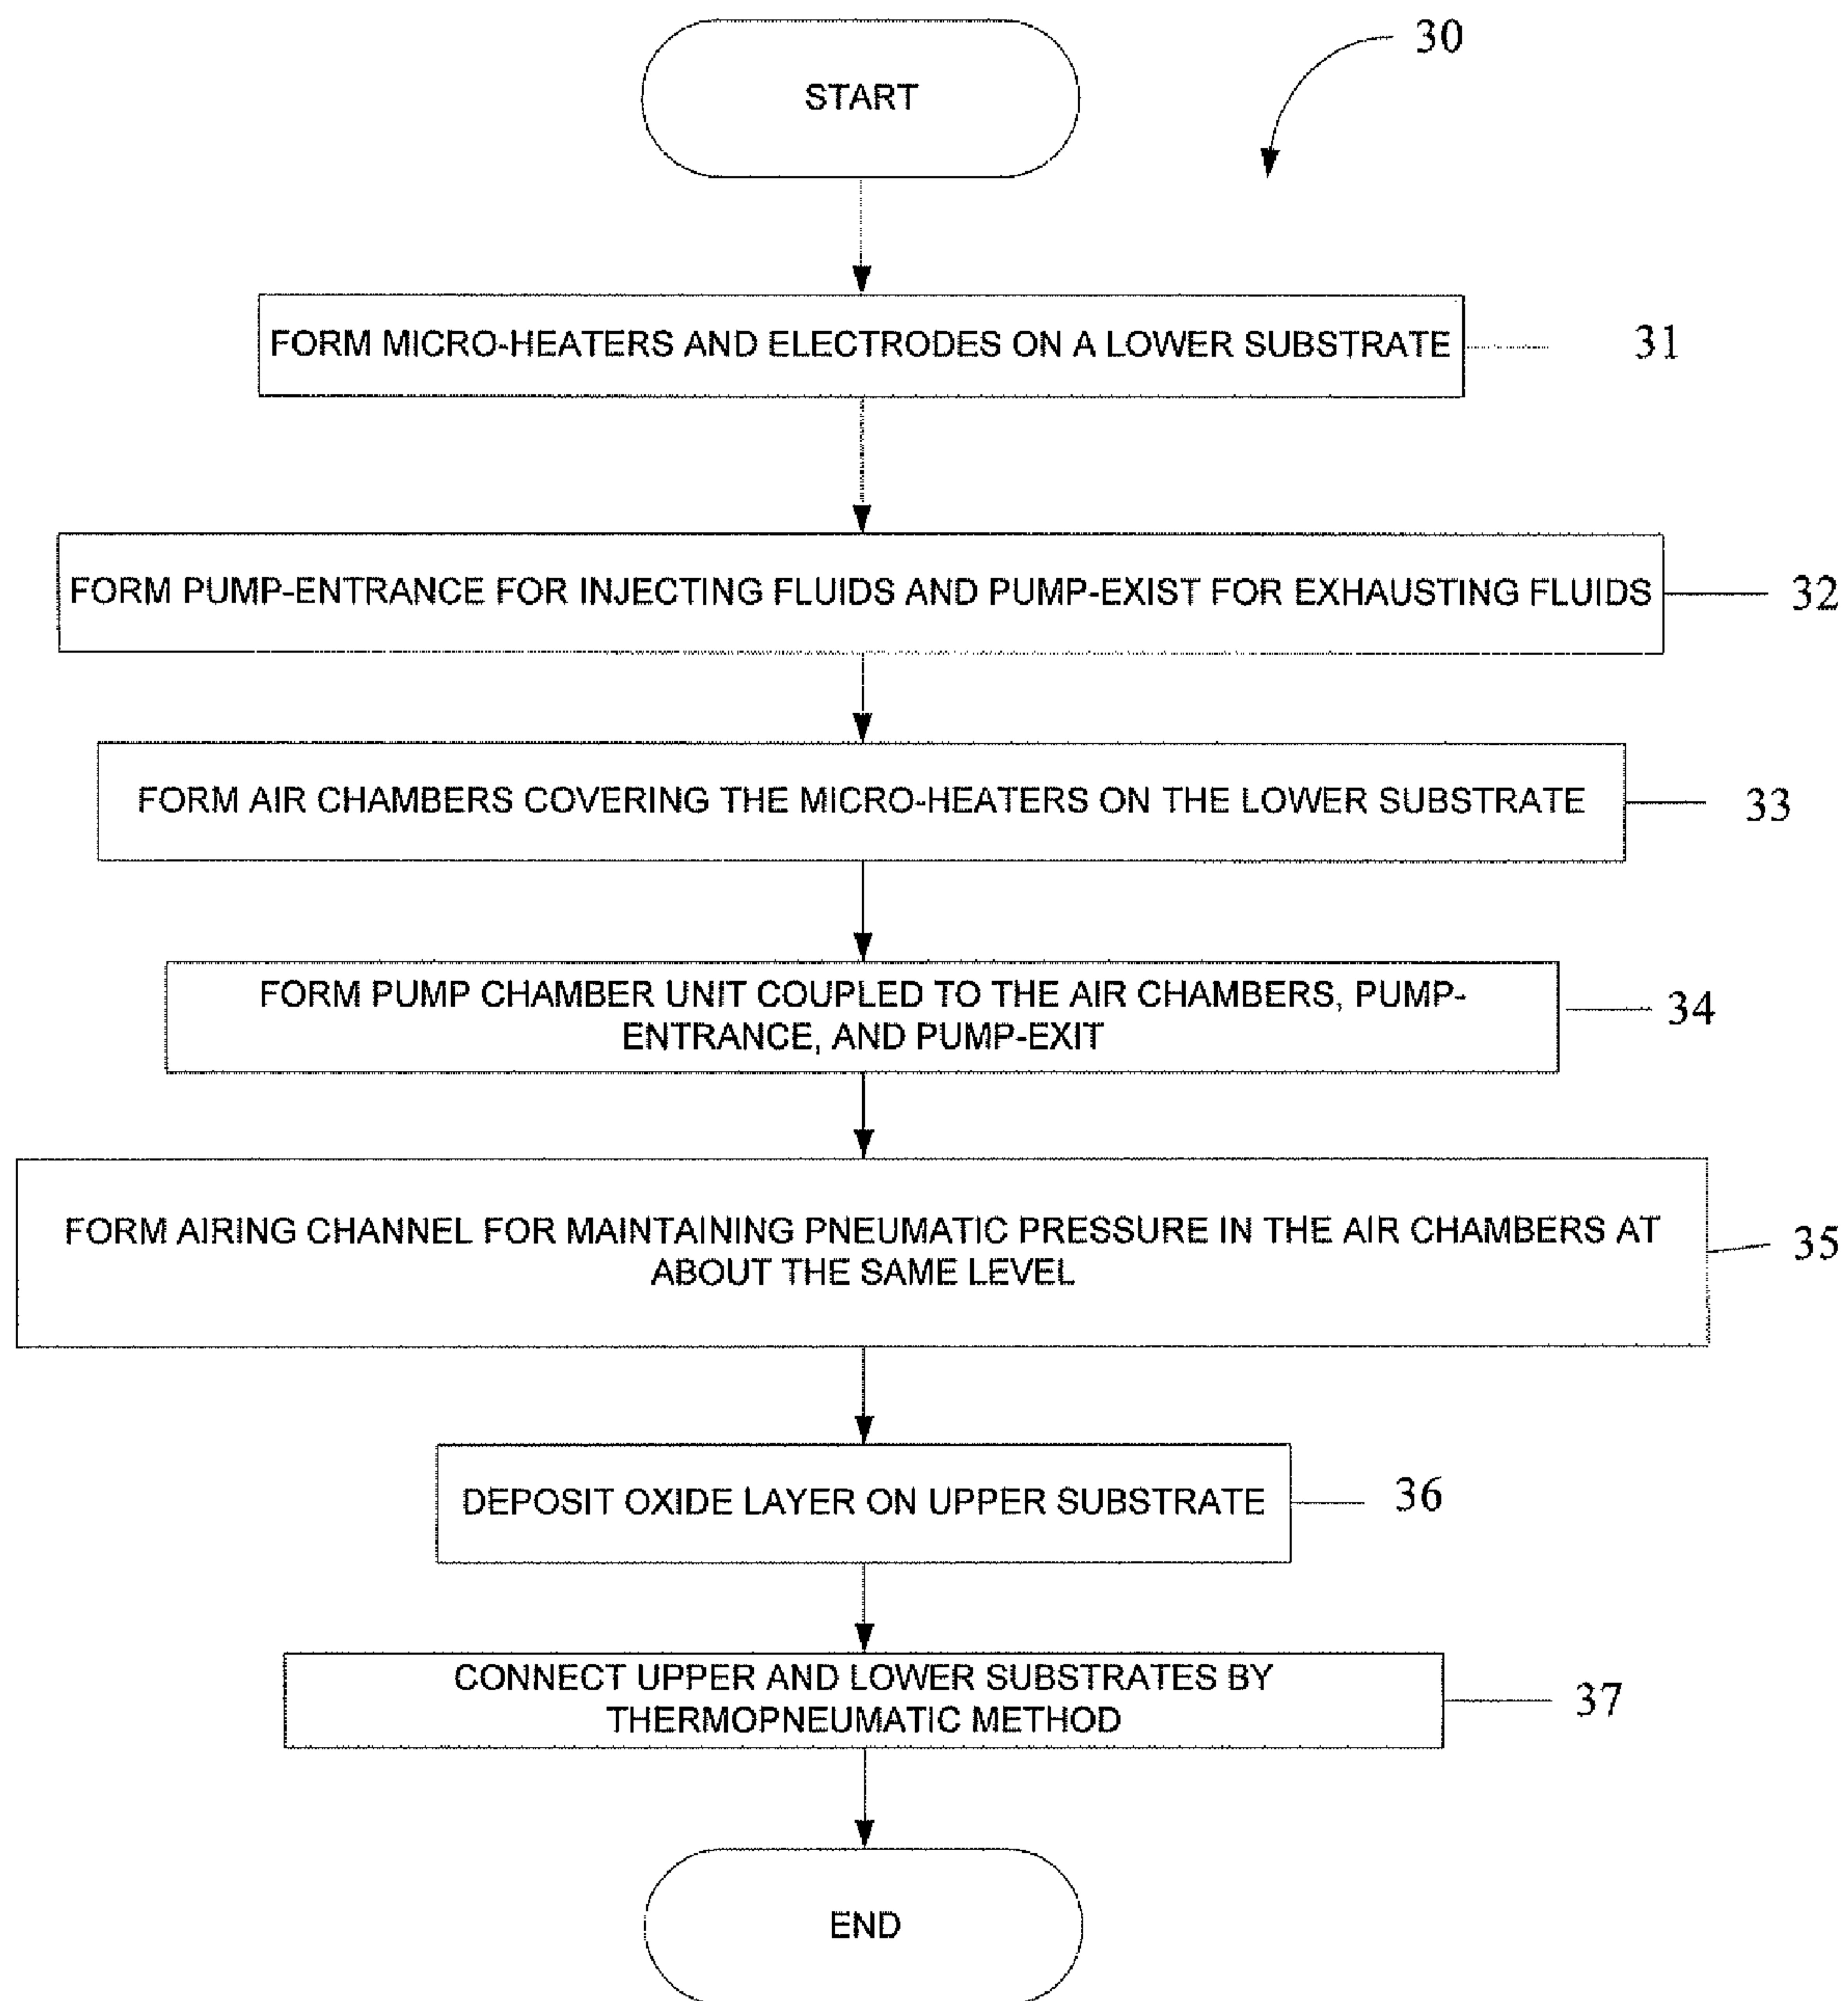 START
30
FORM MICRO-HEATERS AND ELECTRODES ON A LOWER SUBSTRATE
31
FORM PUMP-ENTRANCE FOR INJECTING FLUIDS AND PUMP-EXIST FOR EXHAUSTING FLUIDS
32
FORM AIR CHAMBERS COVERING THE MICRO-HEATERS ON THE LOWER SUBSTRATE
33
FORM PUMP CHAMBER UNIT COUPLED TO THE AIR CHAMBERS, PUMP-
ENTRANCE, AND PUMP-EXIT
34
FORM AIRING CHANNEL FOR MAINTAINING PNEUMATIC PRESSURE IN THE AIR CHAMBERS AT
ABOUT THE SAME LEVEL
35
DEPOSIT OXIDE LAYER ON UPPER SUBSTRATE
36
CONNECT UPPER AND LOWER SUBSTRATES BY
THERMOPNEUMATIC METHOD
37
END